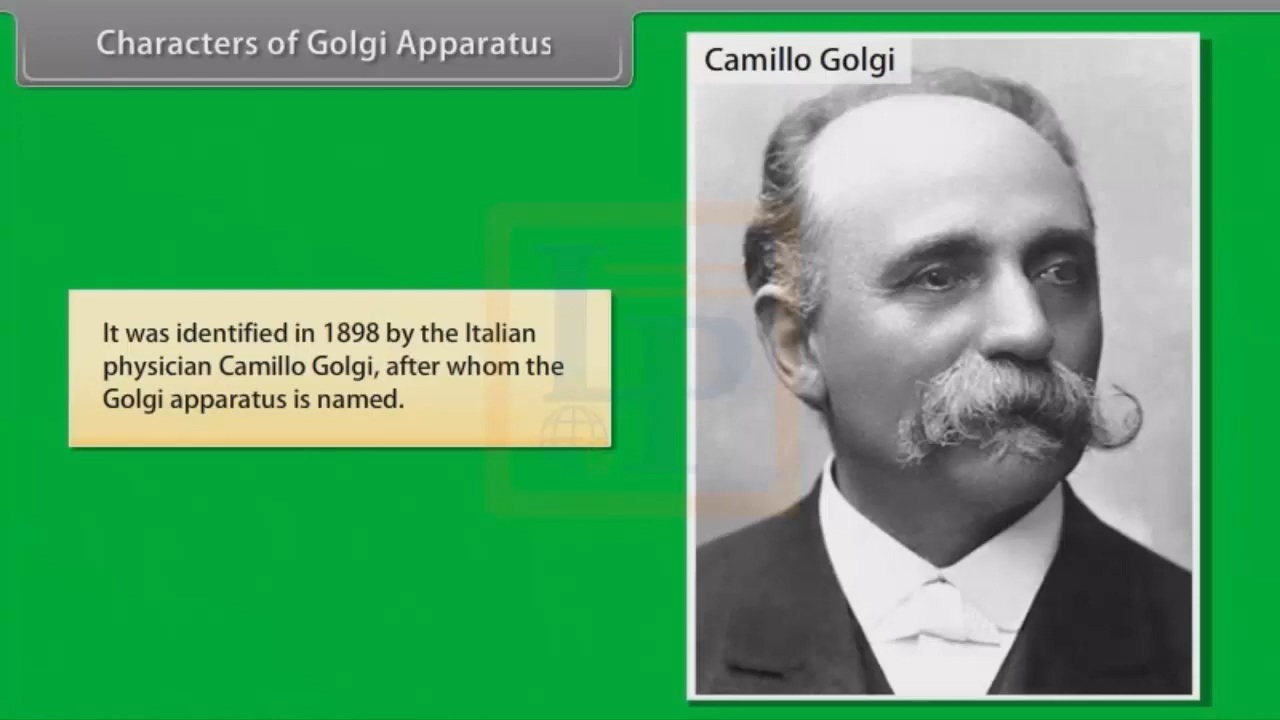 Characters of Golgi Apparatus
Camillo Golgi
It was identified in 1898 by the Italian
physician Camillo Golgi, after whom the
Golgi apparatus is named.